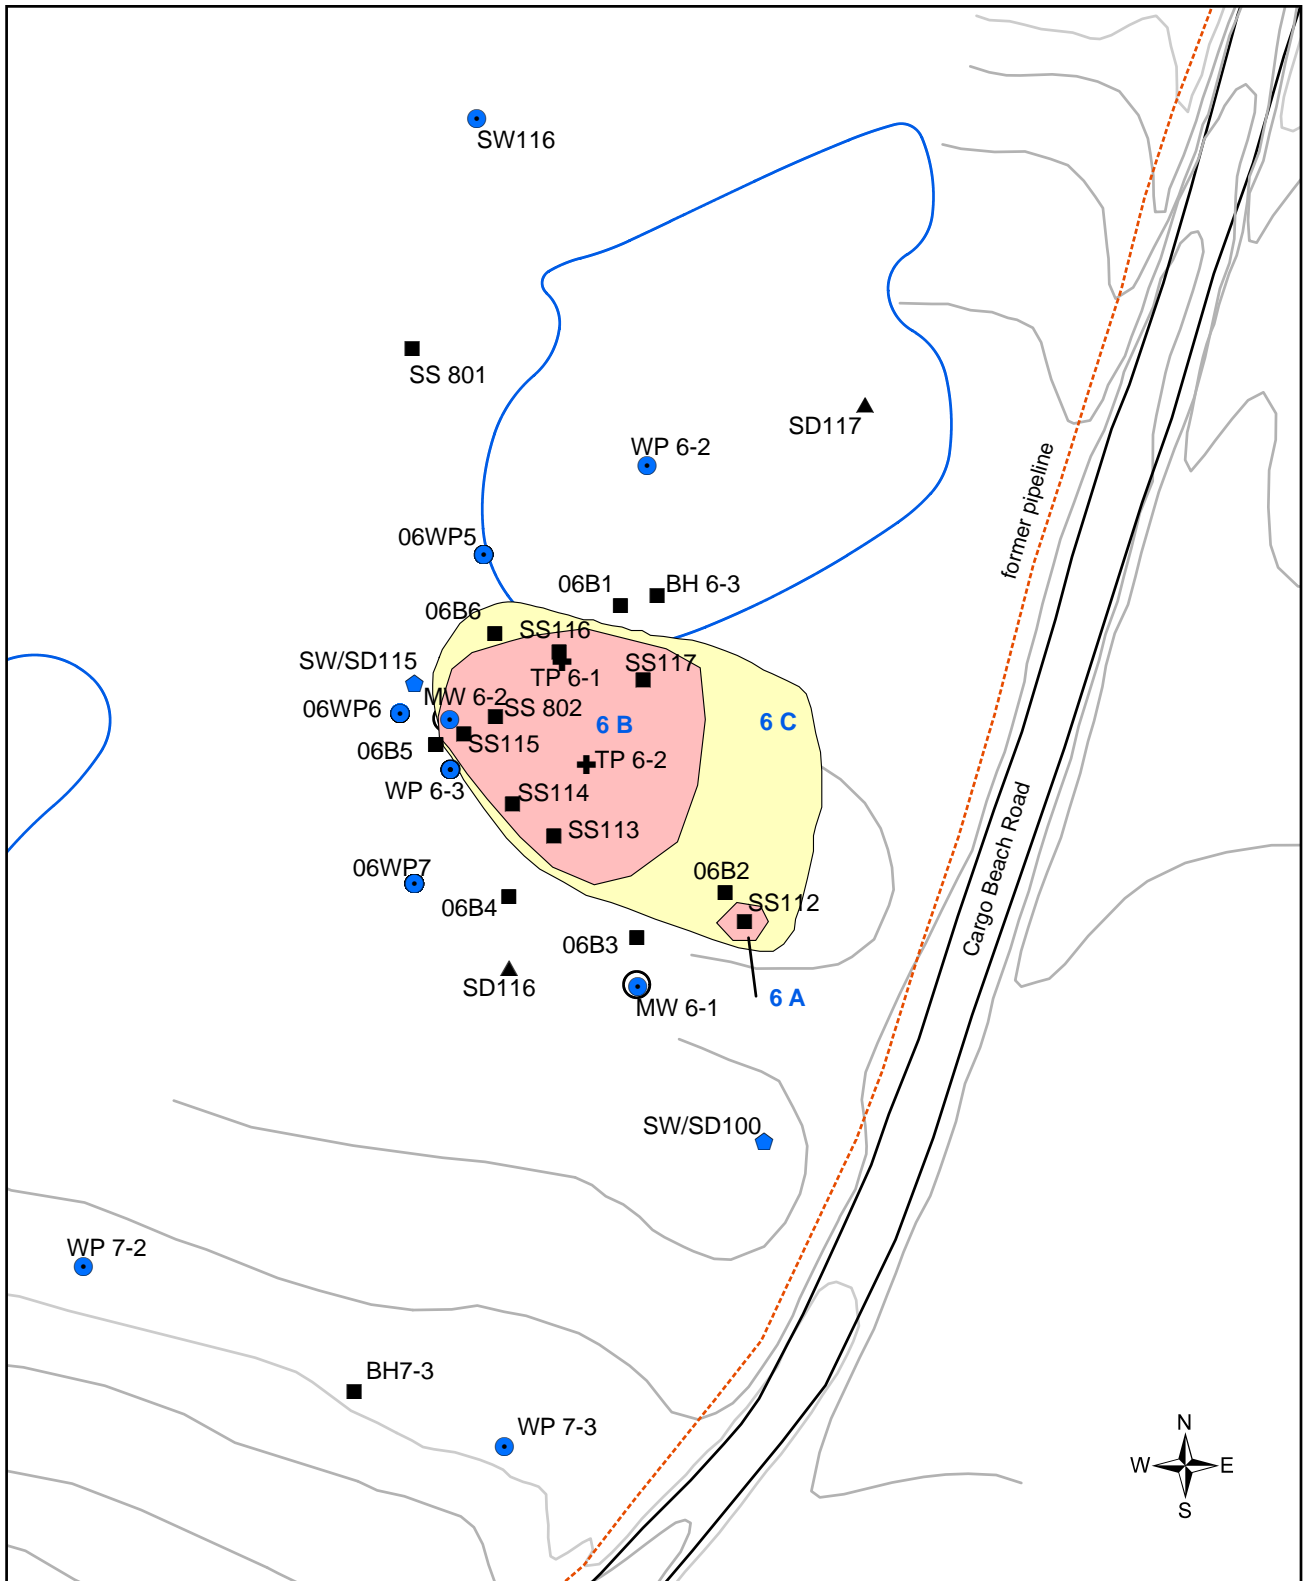 SW116
SS 801
SD117
WP 6-2
former pipeline
06WP5
06B1
BH 6-3
06B6
SS116
SW/SD115
SS117
TP 6-1
MW 6-2
SS 802
06WP6
6 B
6 C
06B5
SS115
TP 6-2
WP 6-3
SS114
SS113
Cargo Beach Road
06WP7
06B2
06B4
SS112
06B3
SD116
6 A
MW 6-1
SW/SD100
WP 7-2
BH7-3
WP 7-3
N
W
E
S